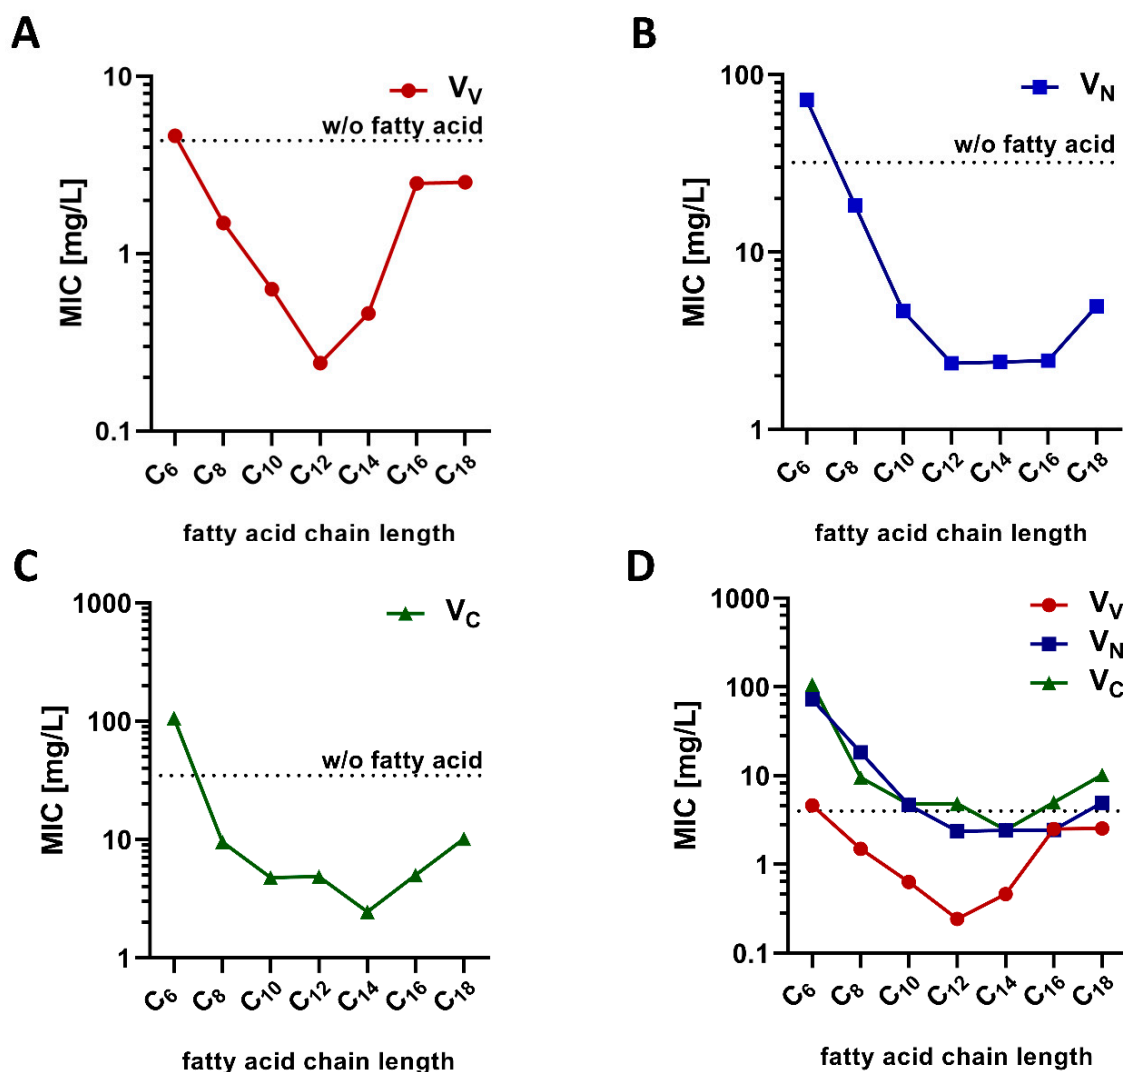 A
V_V
w/o fatty acid
10
1
0.1
MIC [mg/L]
C₆ C₈ C₁₀ C₁₂ C₁₄ C₁₆ C₁₈
fatty acid chain length
B
V_N
w/o fatty acid
100
10
1
MIC [mg/L]
C₆ C₈ C₁₀ C₁₂ C₁₄ C₁₆ C₁₈
fatty acid chain length
C
V_C
w/o fatty acid
1000
100
10
1
MIC [mg/L]
C₆ C₈ C₁₀ C₁₂ C₁₄ C₁₆ C₁₈
fatty acid chain length
D
V_V
V_N
V_C
1000
100
10
1
0.1
MIC [mg/L]
C₆ C₈ C₁₀ C₁₂ C₁₄ C₁₆ C₁₈
fatty acid chain length